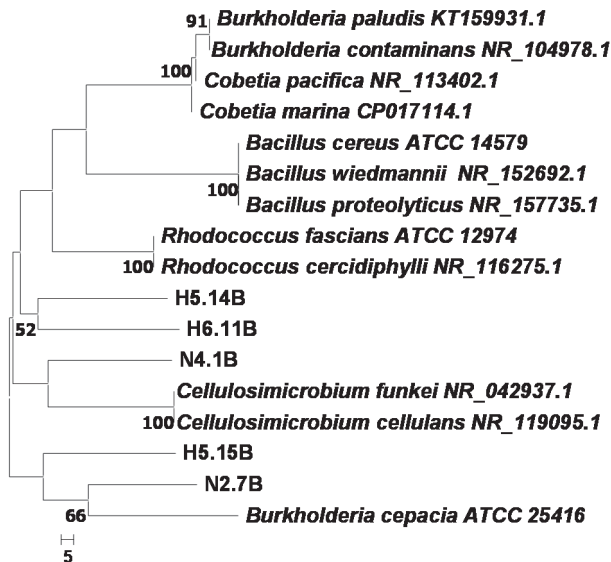 91 Burkholderia paludis KT159931.1
Burkholderia contaminans NR_104978.1
100 Cobetia pacifica NR_113402.1
Cobetia marina CP017114.1
Bacillus cereus ATCC 14579
Bacillus wiedmannii NR_152692.1
100 Bacillus proteolyticus NR_157735.1
Rhodococcus fascians ATCC 12974
100 Rhodococcus cercidiphylli NR_116275.1
H5.14B
52 H6.11B
N4.1B
Cellulosimicrobium funkei NR_042937.1
100 Cellulosimicrobium cellulans NR_119095.1
H5.15B
N2.7B
66 Burkholderia cepacia ATCC 25416
5